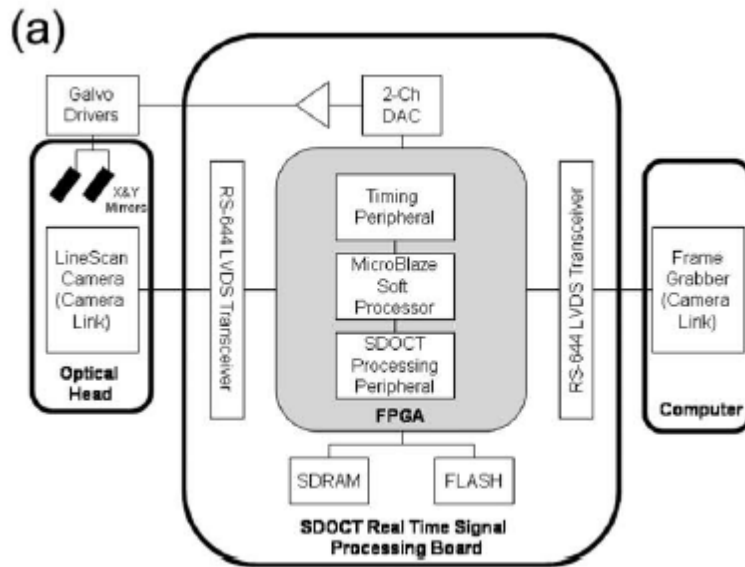 (a)
Galvo
Drivers
2-Ch
DAC
X&Y
Mirrors
LineScan
Camera
(Camera
Link)
Optical
Head
RS-644 LVDS Transceiver
Timing
Peripheral
MicroBlaze
Soft
Processor
SDOCT
Processing
Peripheral
FPGA
RS-644 LVDS Transceiver
Frame
Grabber
(Camera
Link)
Computer
SDRAM
FLASH
SDOCT Real Time Signal
Processing Board